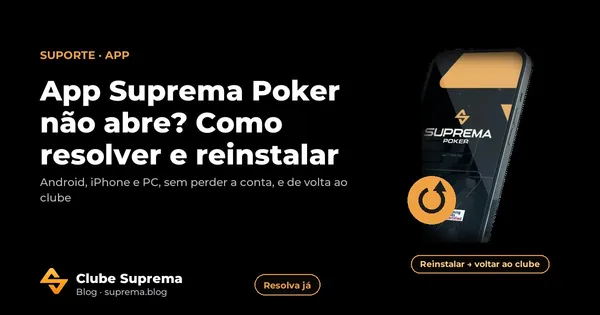 SUPORTE · APP
App Suprema Poker
não abre? Como
resolver e reinstalar
Android, iPhone e PC, sem perder a conta, e de volta ao
clube
SUPREMA
POKER
Reinstalar → voltar ao clube
Clube Suprema
Blog · suprema.blog
Resolva já